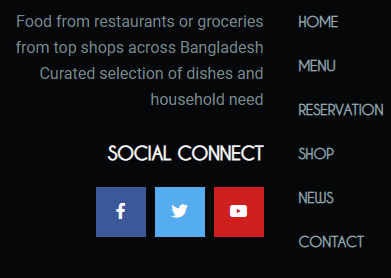 Food from restaurants or groceries
from top shops across Bangladesh
Curated selection of dishes and
household need
SOCIAL CONNECT
HOME
MENU
RESERVATION
SHOP
NEWS
CONTACT